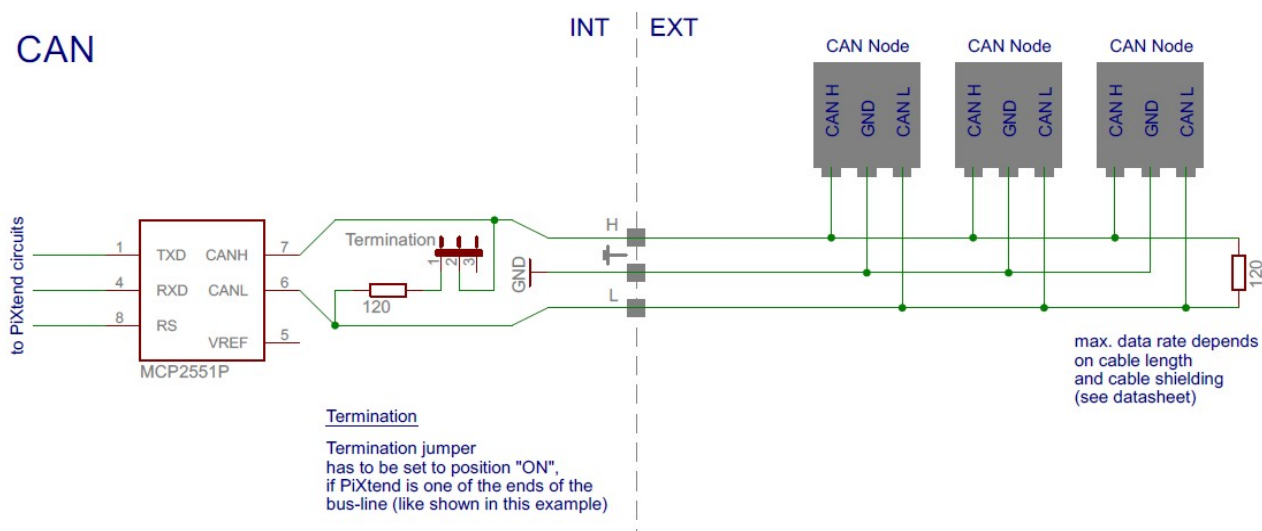 CAN
INT
EXT
CAN Node
CAN Node
CAN Node
CAN H
GND
CAN L
CAN H
GND
CAN L
CAN H
GND
CAN L
to PiXtend circuits
1
4
8
TXD
RXD
RS
CANH
CANL
VREF
7
6
5
MCP2551P
Termination
1
2
3
120
GND
H
L
120
max. data rate depends
on cable length
and cable shielding
(see datasheet)
Termination
Termination jumper
has to be set to position "ON",
if PiXtend is one of the ends of the
bus-line (like shown in this example)